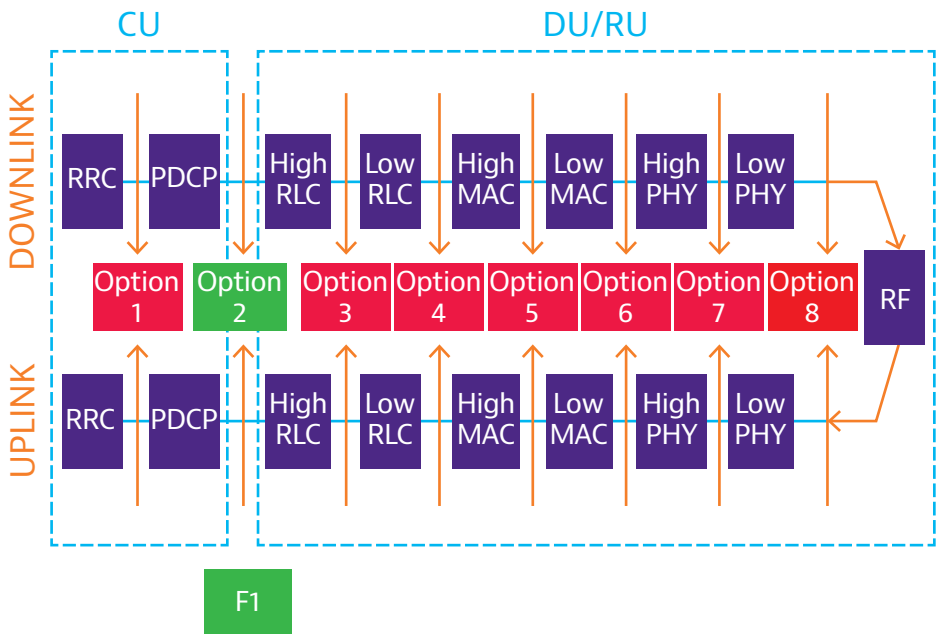 CU
DU/RU
DOWNLINK
RRC
PDCP
High
RLC
Low
RLC
High
MAC
Low
MAC
High
PHY
Low
PHY
Option
1
Option
2
Option
3
Option
4
Option
5
Option
6
Option
7
Option
8
RF
UPLINK
RRC
PDCP
High
RLC
Low
RLC
High
MAC
Low
MAC
High
PHY
Low
PHY
F1